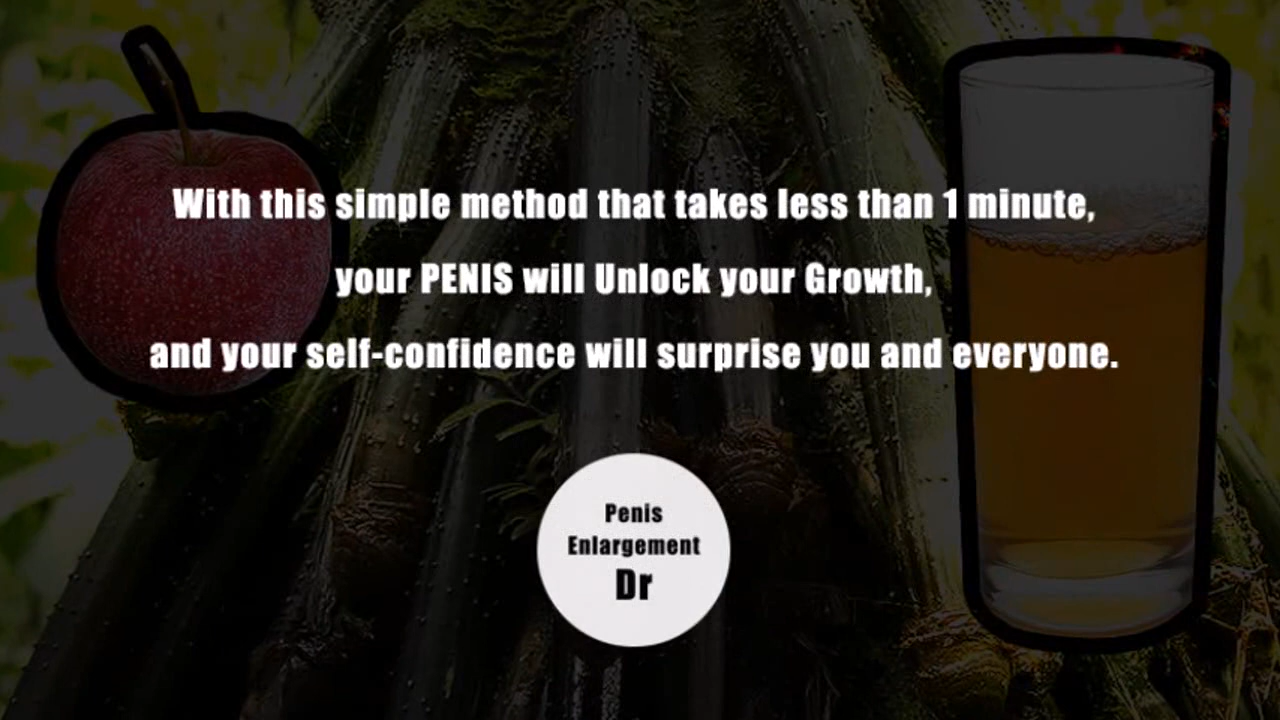 With this simple method that takes less than 1 minute,
your PENIS will Unlock your Growth,
and your self-confidence will surprise you and everyone.
Penis
Enlargement
Dr